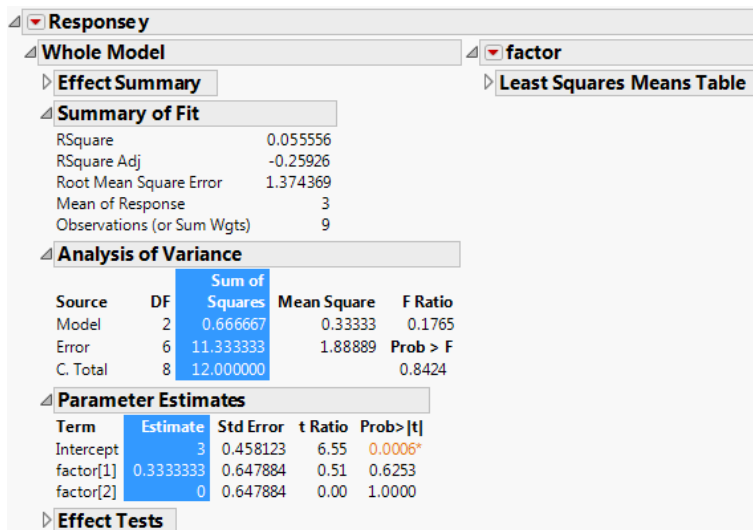 Response y
Whole Model
Effect Summary
Summary of Fit
RSquare 0.055556
RSquare Adj -0.25926
Root Mean Square Error 1.374369
Mean of Response 3
Observations (or Sum Wgts) 9
Analysis of Variance
Sum of
Source DF Squares Mean Square F Ratio
Model 2 0.666667 0.33333 0.1765
Error 6 11.333333 1.88889 Prob > F
C. Total 8 12.000000 0.8424
Parameter Estimates
Term Estimate Std Error t Ratio Prob>|t|
Intercept 3 0.458123 6.55 0.0006*
factor[1] 0.3333333 0.647884 0.51 0.6253
factor[2] 0 0.647884 0.00 1.0000
Effect Tests
factor
Least Squares Means Table